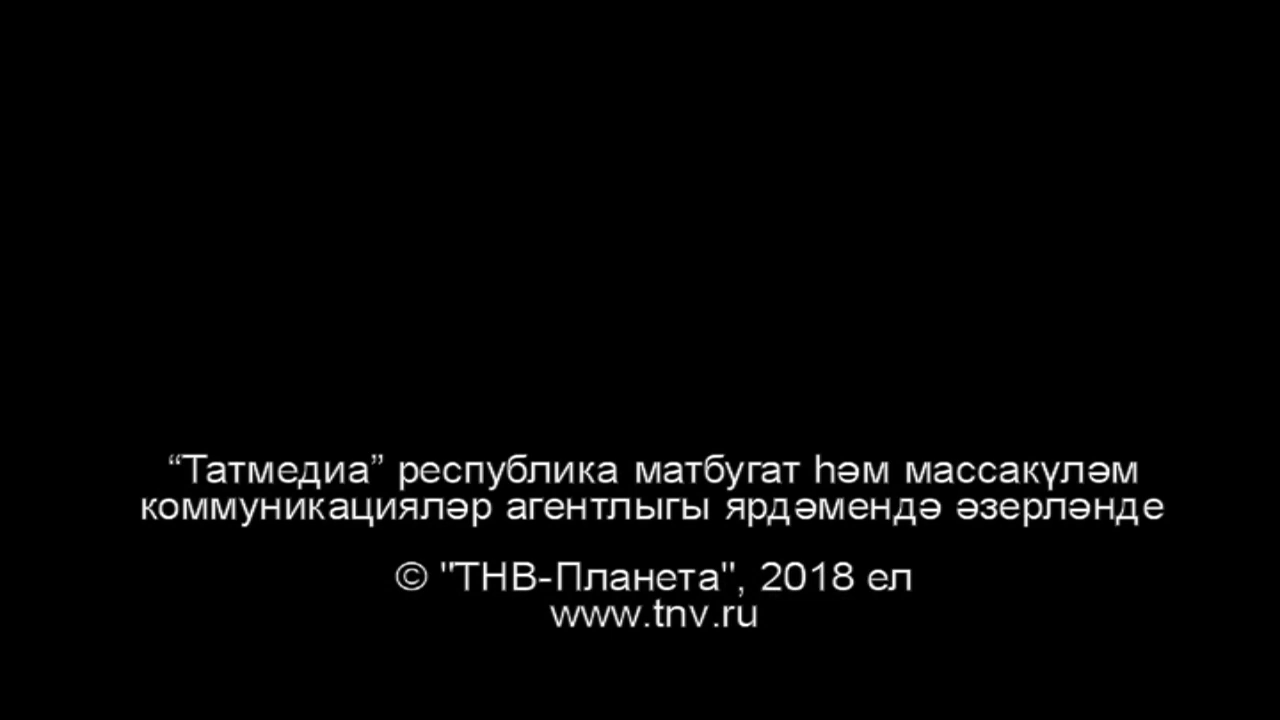 “Татмедиа” республика матбугат һәм массакүләм
коммуникацияләр агентлыгы ярдәмендә әзерләнде
© "ТНВ-Планета", 2018 ел
www.tnv.ru